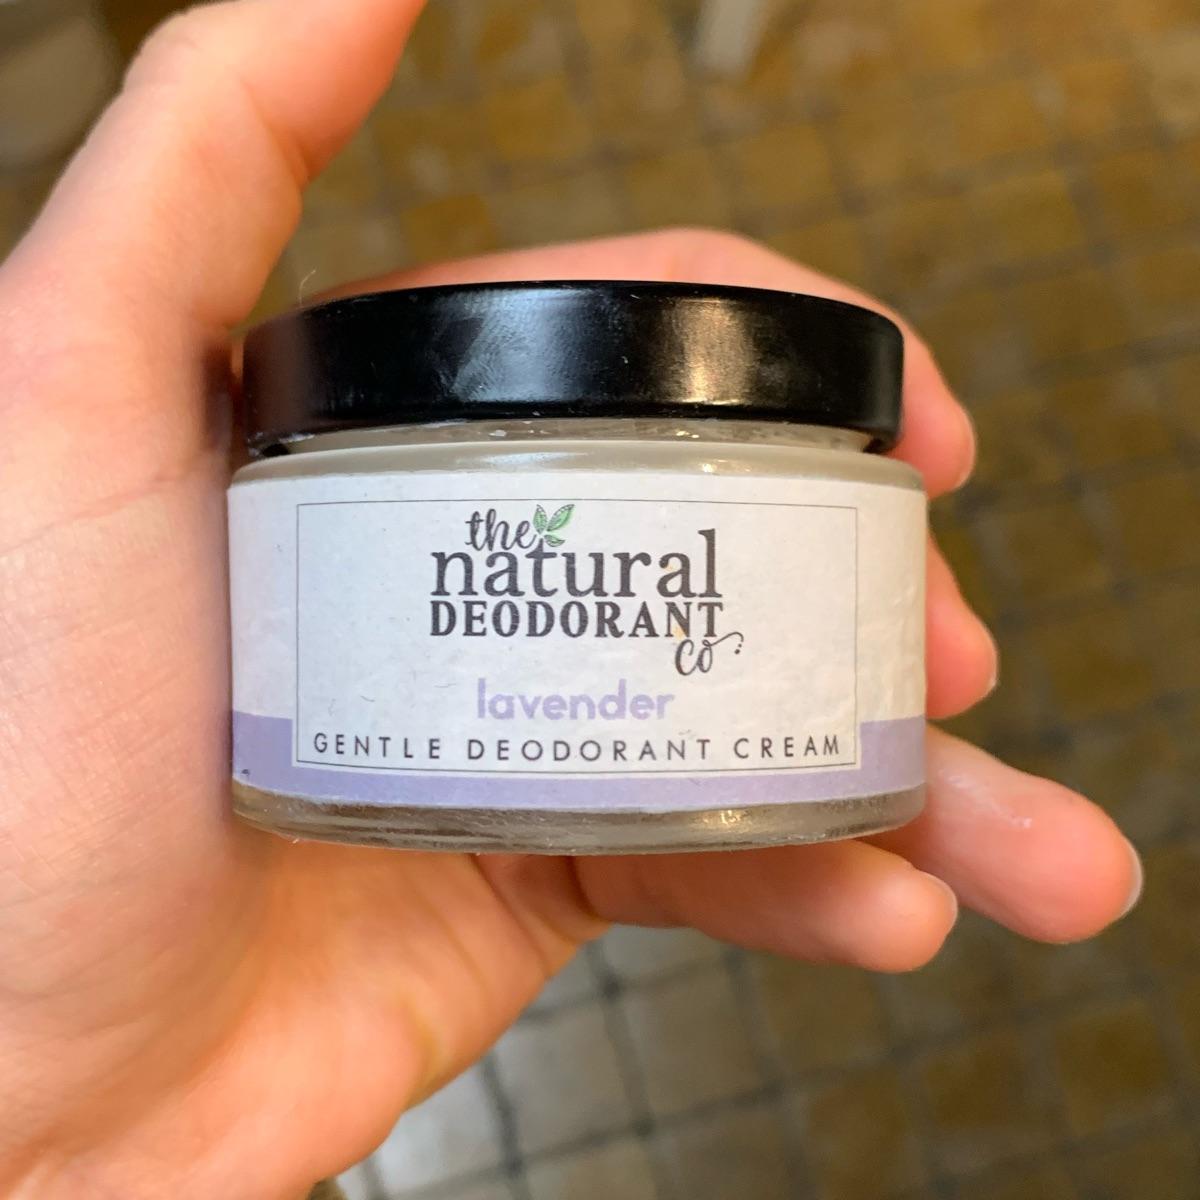 the
natural
DEODORANT
co
lavender
GENTLE DEODORANT CREAM